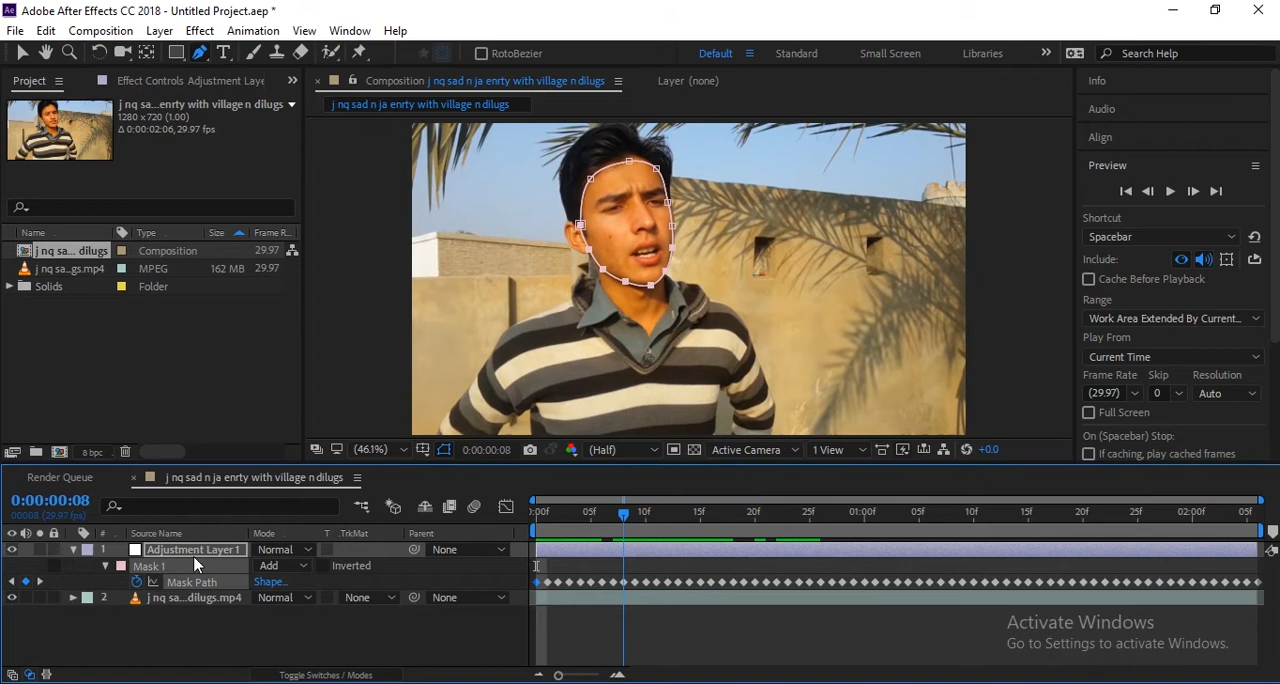 Adobe After Effects CC 2018 - Untitled Project.aep *
File Edit Composition Layer Effect Animation View Window Help
RotoBezier Default Standard Small Screen Libraries Search Help
Project Effect Controls Adjustment Laye
Composition j nq sad n ja enrty with village n dilugs Layer (none)
j nq sad n ja enrty with village n dilugs
j nq sa...enrty with village n dilugs
1280 x 720 (1.00)
Δ 0:00:02:06, 29.97 fps
Name Type Size Frame R...
j nq sa... dilugs Composition 29.97
j nq sa...gs.mp4 MPEG 162 MB 29.97
Solids Folder
8 bpc
(46.1%) 0:00:00:08 (Half) Active Camera 1 View +0.0
Info
Audio
Align
Preview
Shortcut
Spacebar
Include:
Cache Before Playback
Range
Work Area Extended By Current...
Play From
Current Time
Frame Rate Skip Resolution
(29.97) 0 Auto
Full Screen
On (Spacebar) Stop:
If caching, play cached frames
Render Queue j nq sad n ja enrty with village n dilugs
0:00:00:08
00008 (29.97 fps)
):00f 05f 10f 15f 20f 25f 01:00f 05f 10f 15f 20f 25f 02:00f 05f
# Source Name Mode T .TrkMat Parent
1 Adjustment Layer 1 Normal None
Mask 1 Add Inverted
Mask Path Shape...
2 j nq sa...dilugs.mp4 Normal None None
Toggle Switches / Modes
Activate Windows
Go to Settings to activate Windows.